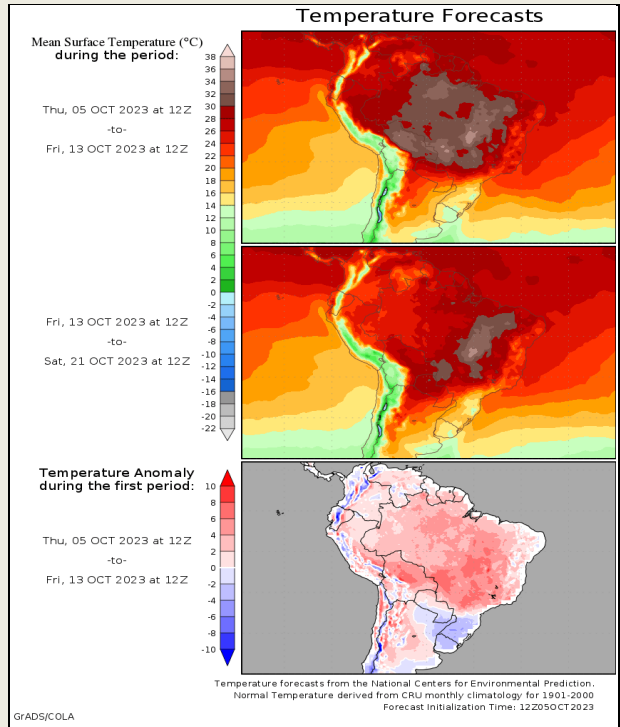 Temperature Forecasts
Mean Surface Temperature (°C)
during the period:
Thu, 05 OCT 2023 at 12Z
-to-
Fri, 13 OCT 2023 at 12Z
38
36
34
32
30
28
26
24
22
20
18
16
14
12
10
8
6
4
2
0
-2
-4
-6
-8
-10
-12
-14
-16
-18
-20
-22
Fri, 13 OCT 2023 at 12Z
-to-
Sat, 21 OCT 2023 at 12Z
Temperature Anomaly
during the first period:
Thu, 05 OCT 2023 at 12Z
-to-
Fri, 13 OCT 2023 at 12Z
10
8
6
4
2
0
-2
-4
-6
-8
-10
Temperature forecasts from the National Centers for Environmental Prediction.
Normal Temperature derived from CRU monthly climatology for 1901-2000
Forecast Initialization Time: 12Z05OCT2023
GrADS/COLA